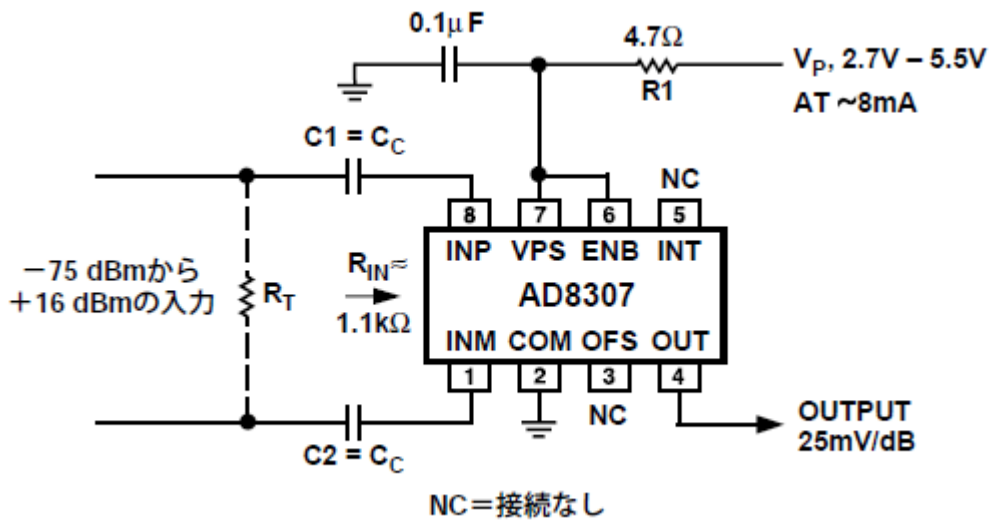 0.1μF
4.7Ω
R1
VP, 2.7V – 5.5V
AT ~8mA
C1 = CC
NC
8
7
6
5
INP
VPS
ENB
INT
－75 dBmから
＋16 dBmの入力
RT
RIN≈
1.1kΩ
AD8307
INM
COM
OFS
OUT
1
2
3
4
NC
C2 = CC
OUTPUT
25mV/dB
NC＝接続なし